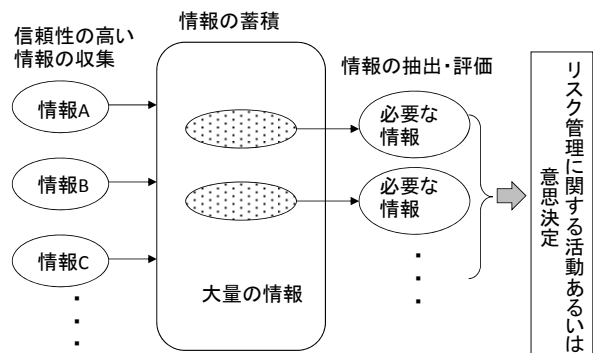 信頼性の高い
情報の収集
情報A
情報B
情報C
・
・
・
情報の蓄積
大量の情報
情報の抽出・評価
必要な
情報
必要な
情報
・
・
・
リスク管理に関する活動あるいは
意思決定